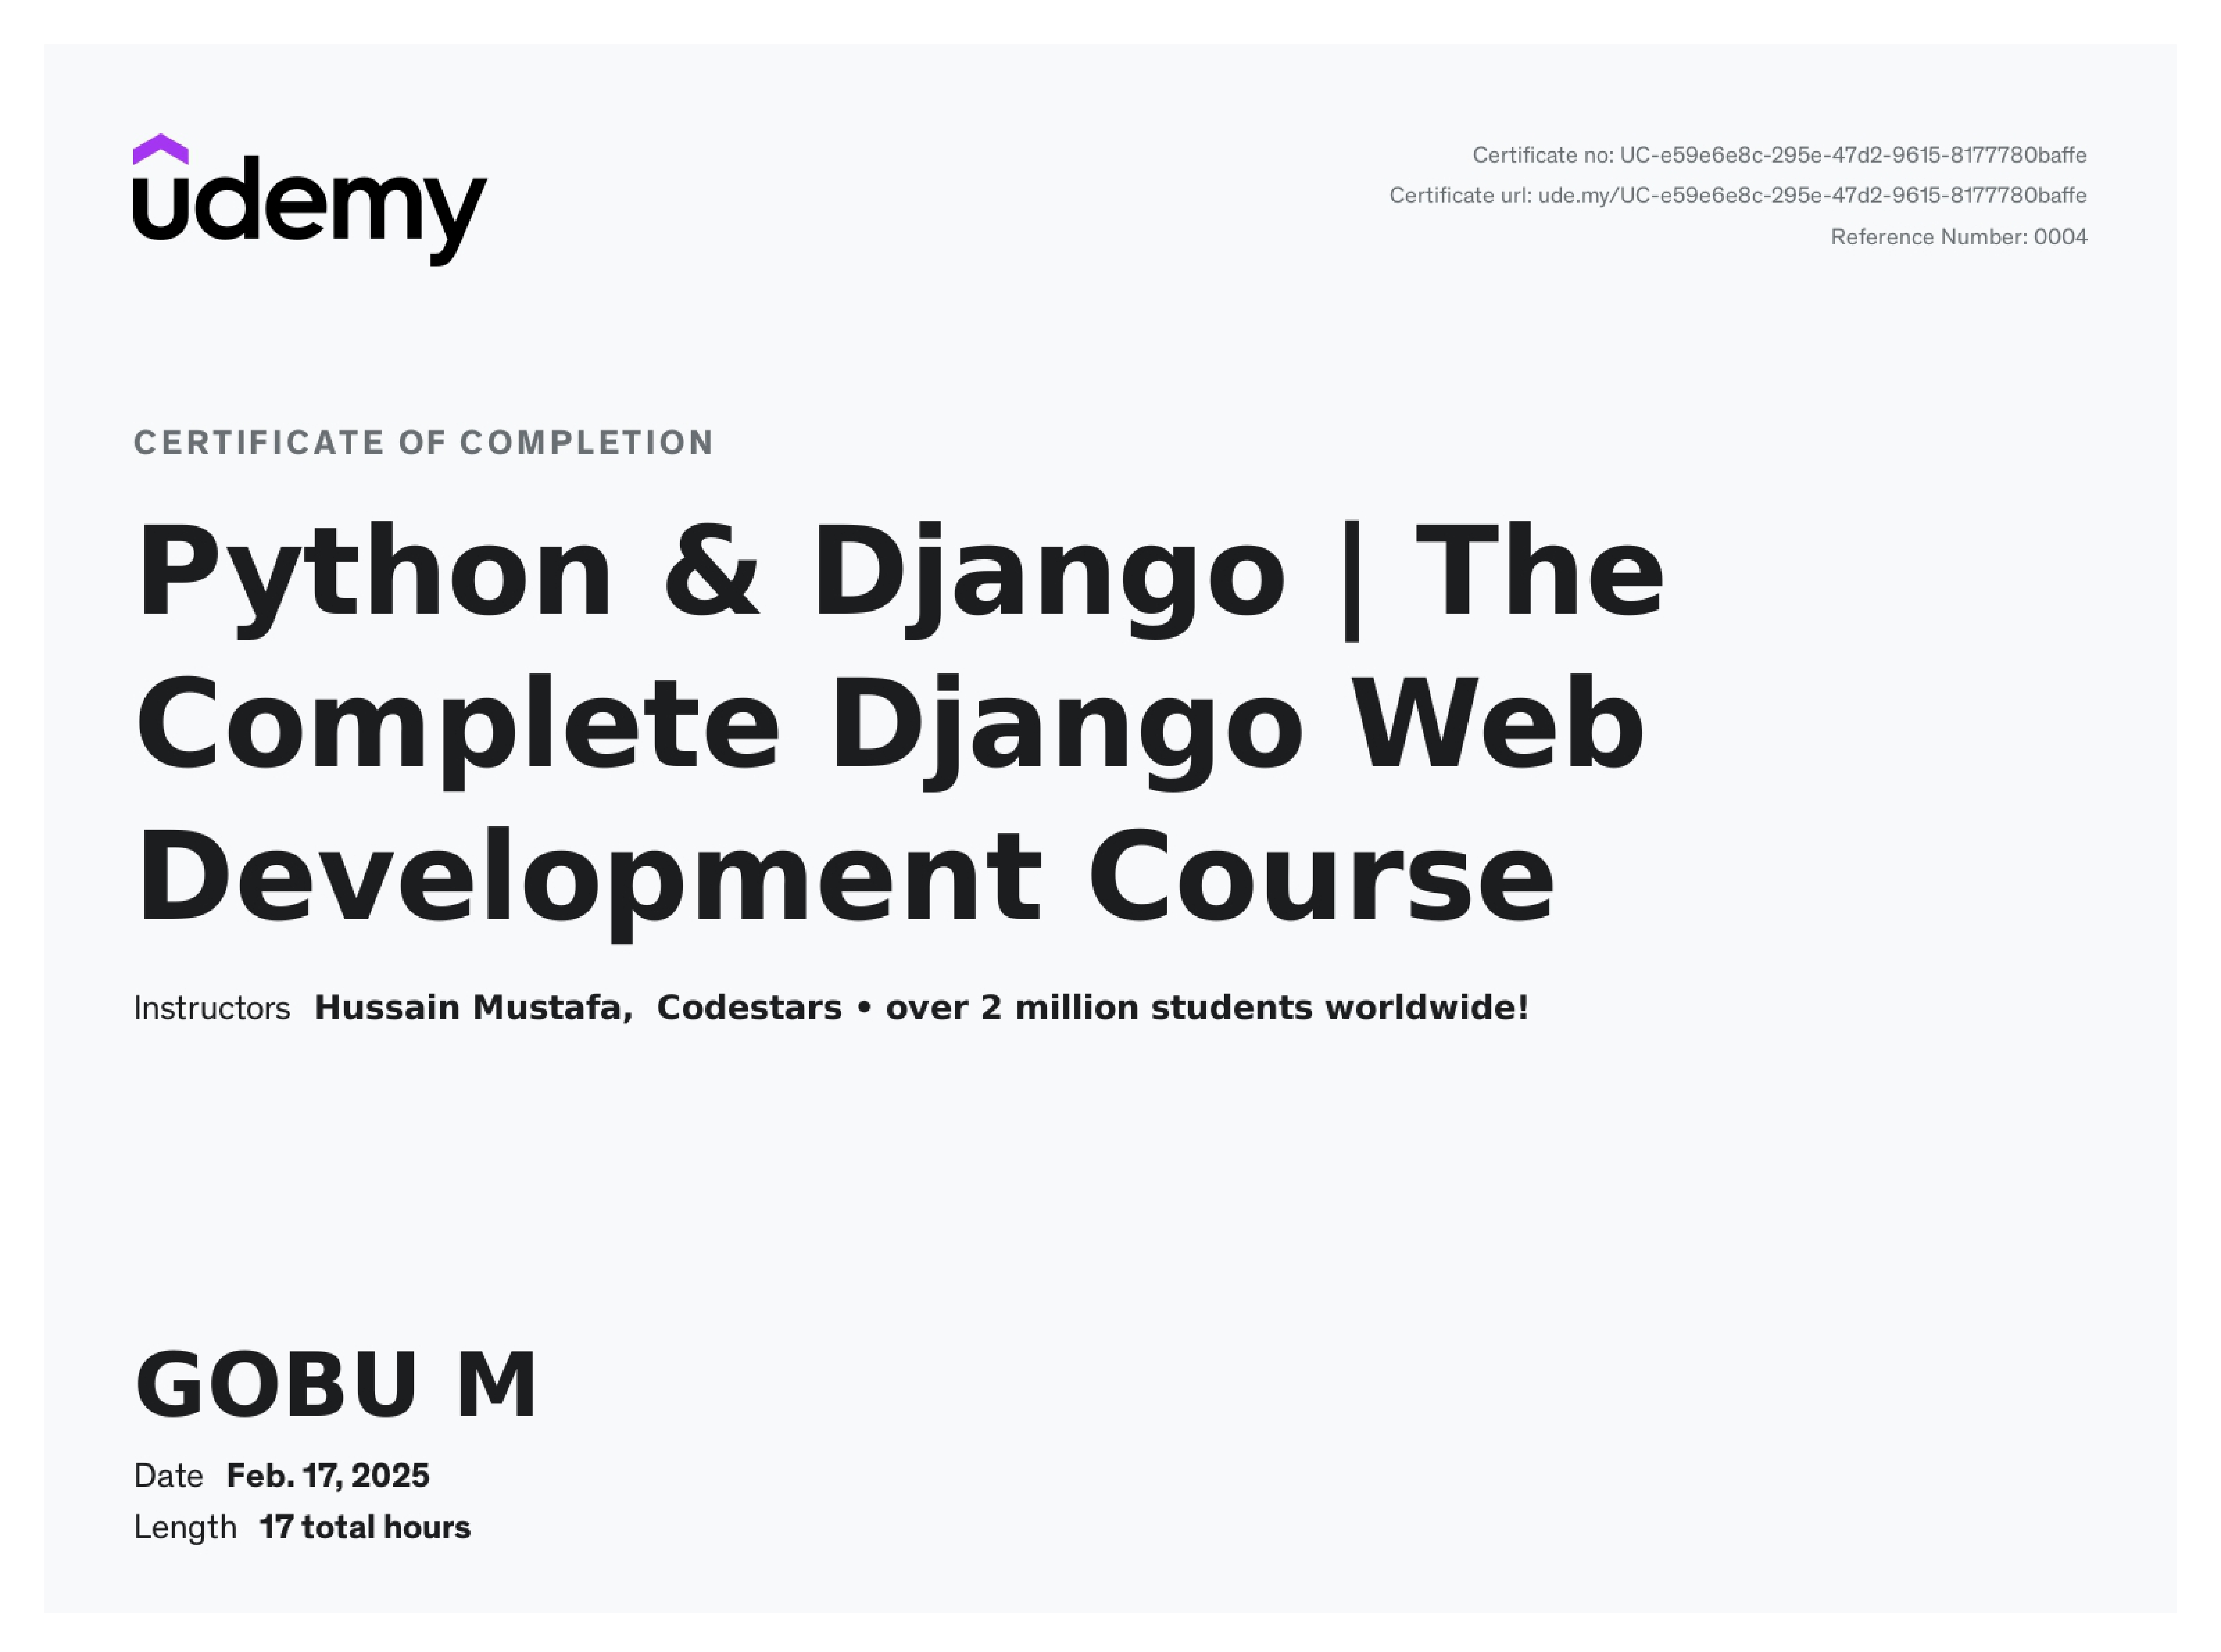 udemy
Certificate no: UC-e59e6e8c-295e-47d2-9615-8177780baffe
Certificate url: ude.my/UC-e59e6e8c-295e-47d2-9615-8177780baffe
Reference Number: 0004
CERTIFICATE OF COMPLETION
Python & Django | The
Complete Django Web
Development Course
Instructors Hussain Mustafa, Codestars • over 2 million students worldwide!
GOBU M
Date Feb. 17, 2025
Length 17 total hours